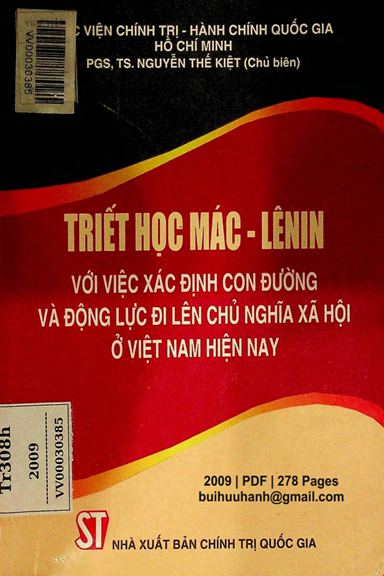 VIỆN CHÍNH TRỊ - HÀNH CHÍNH QUỐC GIA
HỒ CHÍ MINH
PGS, TS. NGUYỄN THẾ KIỆT (Chủ biên)
VV00030385
TRIẾT HỌC MÁC - LÊNIN
VỚI VIỆC XÁC ĐỊNH CON ĐƯỜNG
VÀ ĐỘNG LỰC ĐI LÊN CHỦ NGHĨA XÃ HỘI
Ở VIỆT NAM HIỆN NAY
Tr308h
2009
VV00030385
2009 | PDF | 278 Pages
buihuuhanh@gmail.com
ST
NHÀ XUẤT BẢN CHÍNH TRỊ QUỐC GIA